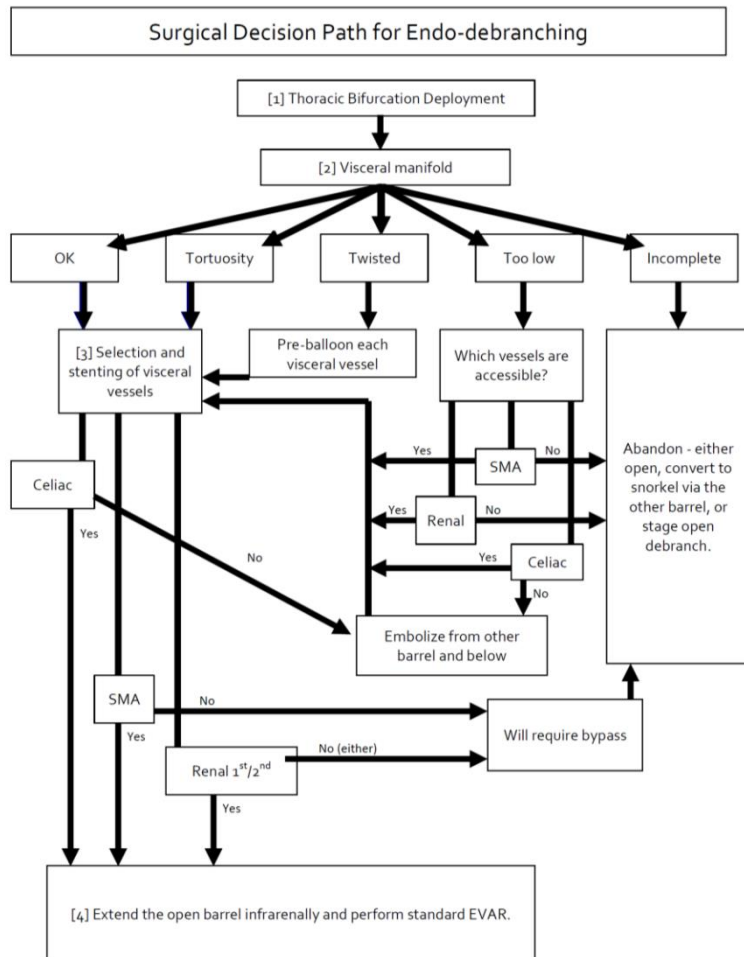 Surgical Decision Path for Endo-debranching
[1] Thoracic Bifurcation Deployment
[2] Visceral manifold
OK
Tortuosity
Twisted
Too low
Incomplete
[3] Selection and
stenting of visceral
vessels
Pre-balloon each
visceral vessel
Which vessels are
accessible?
Abandon - either
open, convert to
snorkel via the
other barrel, or
stage open
debranch.
Yes
SMA
No
Yes
Renal
No
Yes
Celiac
No
Celiac
Yes
No
Embolize from other
barrel and below
SMA
No
Yes
Will require bypass
Renal 1st/2nd
No (either)
Yes
[4] Extend the open barrel infrarenally and perform standard EVAR.